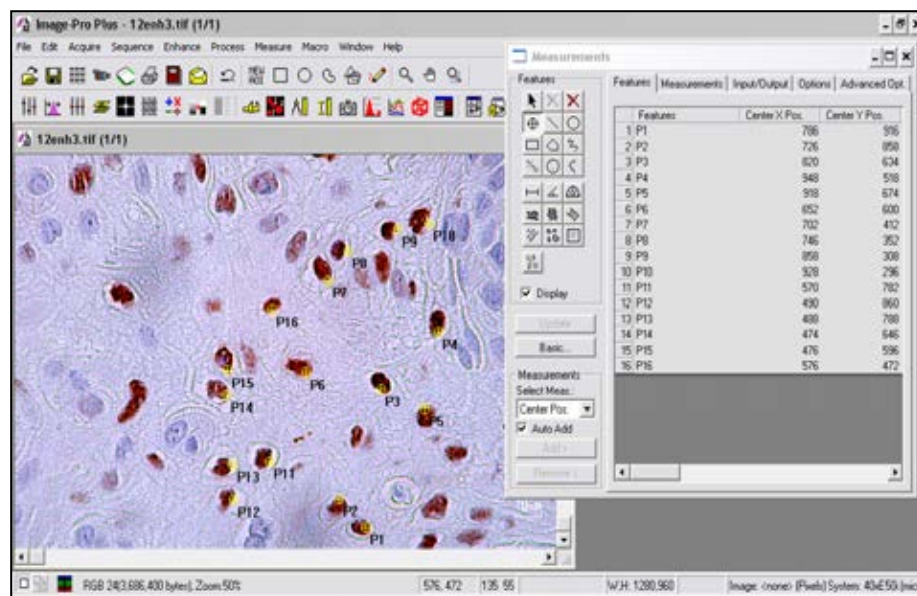 Image-Pro Plus - 12enh3.tif (1/1)
File Edit Acquire Sequence Enhance Process Measure Macro Window Help
12enh3.tif (1/1)
P9 P10
P8
P7
P16
P4
P15 P6
P14 P3
P5
P13 P11
P12 P2
P1
Measurements
Features
Display
Update
Basic...
Measurements
Select Meas.
Center Pos.
Auto Add
Features Measurements Input/Output Options Advanced Opt.
Features Center X Pos. Center Y Pos.
1 P1 786 916
2 P2 726 858
3 P3 820 634
4 P4 948 518
5 P5 918 674
6 P6 652 600
7 P7 702 412
8 P8 746 352
9 P9 858 308
10 P10 928 296
11 P11 570 782
12 P12 490 860
13 P13 488 788
14 P14 474 646
15 P15 476 596
16 P16 576 472
RGB 24(3,686,400 bytes), Zoom:50% 576, 472 135 55 W,H: 1280,960 Image: <none> (Pixels) System: